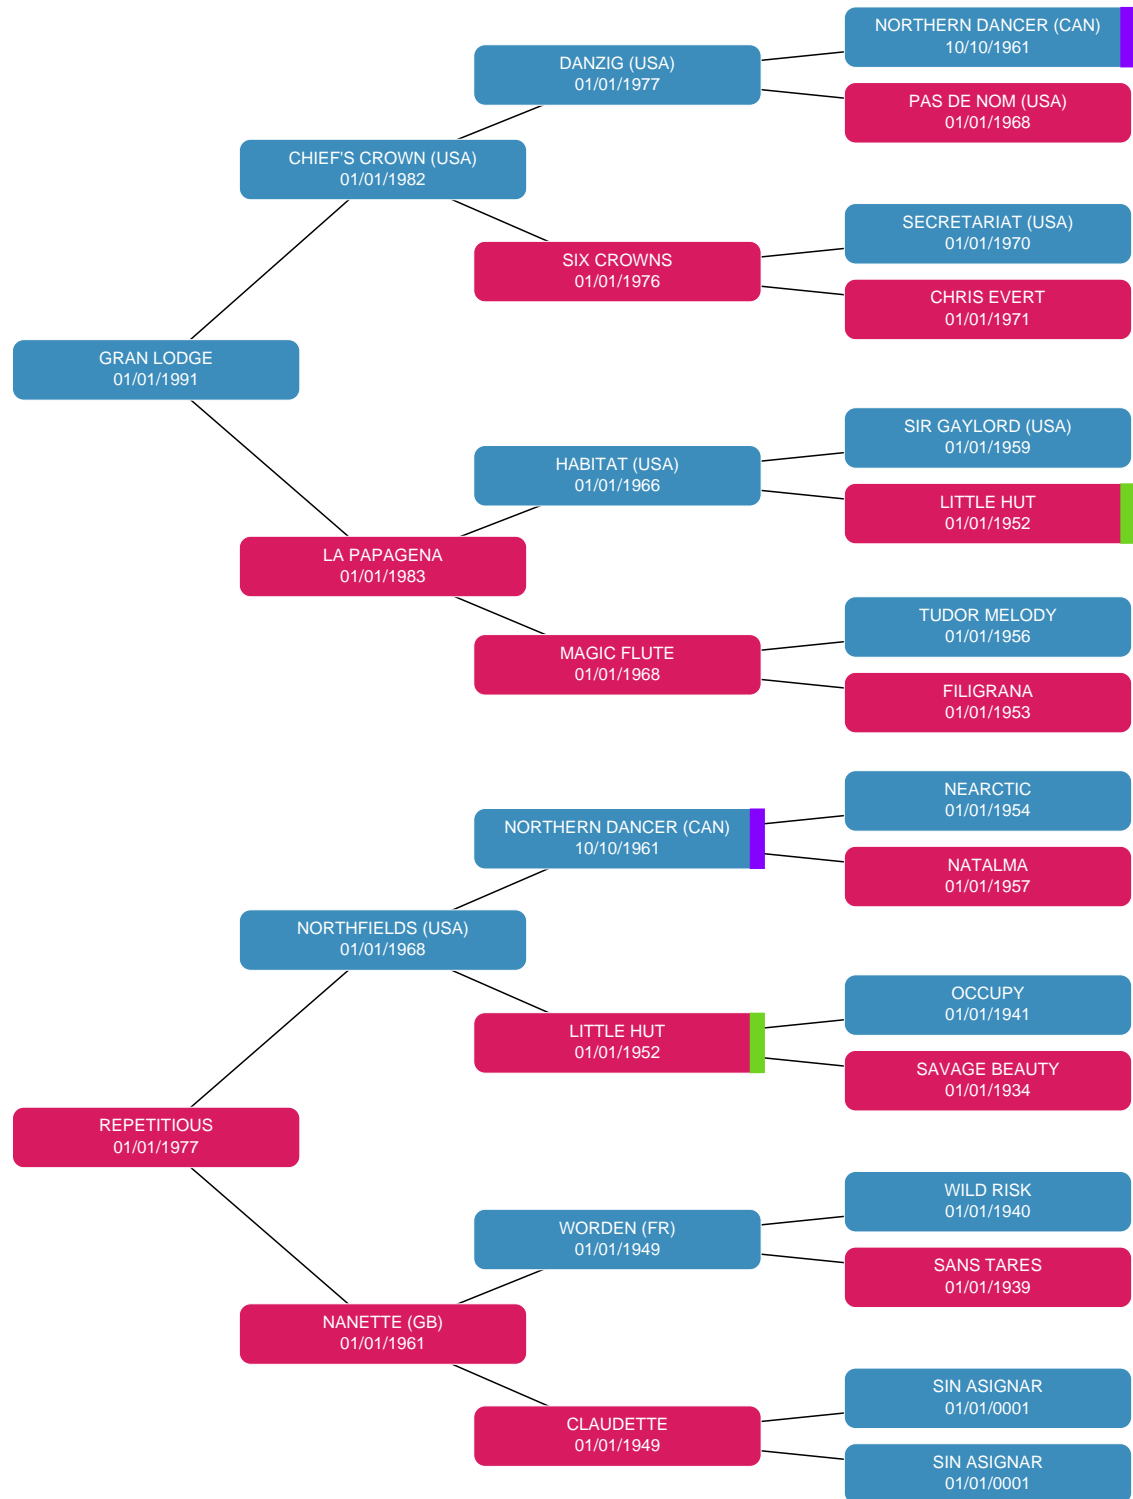 NORTHERN DANCER (CAN)
10/10/1961
DANZIG (USA)
01/01/1977
PAS DE NOM (USA)
01/01/1968
CHIEF'S CROWN (USA)
01/01/1982
SECRETARIAT (USA)
01/01/1970
SIX CROWNS
01/01/1976
CHRIS EVERT
01/01/1971
GRAN LODGE
01/01/1991
SIR GAYLORD (USA)
01/01/1959
HABITAT (USA)
01/01/1966
LITTLE HUT
01/01/1952
LA PAPAGENA
01/01/1983
TUDOR MELODY
01/01/1956
MAGIC FLUTE
01/01/1968
FILIGRANA
01/01/1953
NEARCTIC
01/01/1954
NORTHERN DANCER (CAN)
10/10/1961
NATALMA
01/01/1957
NORTHFIELDS (USA)
01/01/1968
OCCUPY
01/01/1941
LITTLE HUT
01/01/1952
SAVAGE BEAUTY
01/01/1934
REPETITIOUS
01/01/1977
WILD RISK
01/01/1940
WORDEN (FR)
01/01/1949
SANS TARES
01/01/1939
NANETTE (GB)
01/01/1961
SIN ASIGNAR
01/01/0001
CLAUDETTE
01/01/1949
SIN ASIGNAR
01/01/0001